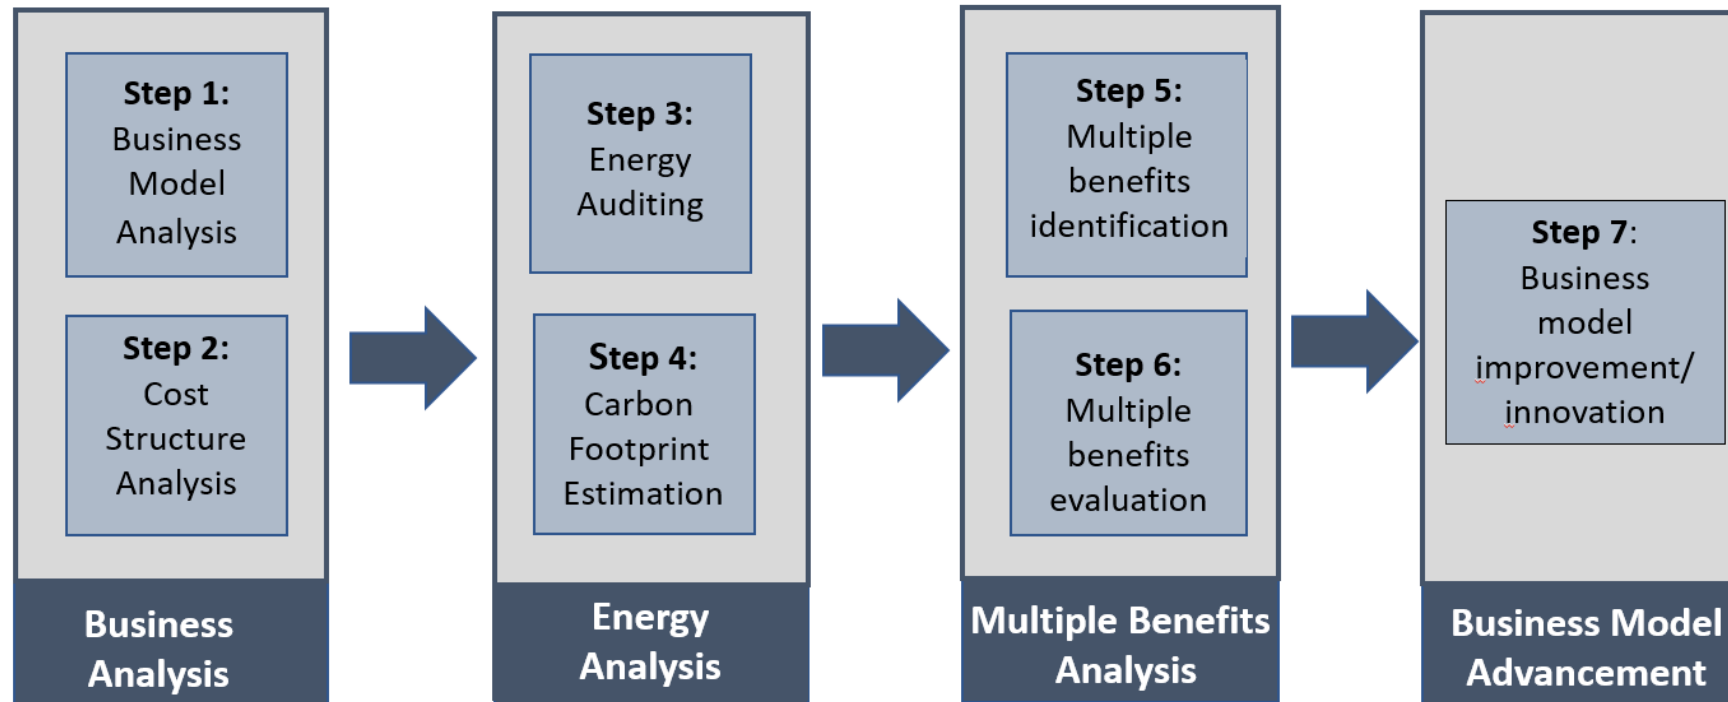 Step 1:
Business
Model
Analysis
Step 2:
Cost
Structure
Analysis
Business
Analysis
Step 3:
Energy
Auditing
Step 4:
Carbon
Footprint
Estimation
Energy
Analysis
Step 5:
Multiple
benefits
identification
Step 6:
Multiple
benefits
evaluation
Multiple Benefits
Analysis
Step 7:
Business
model
improvement/
innovation
Business Model
Advancement